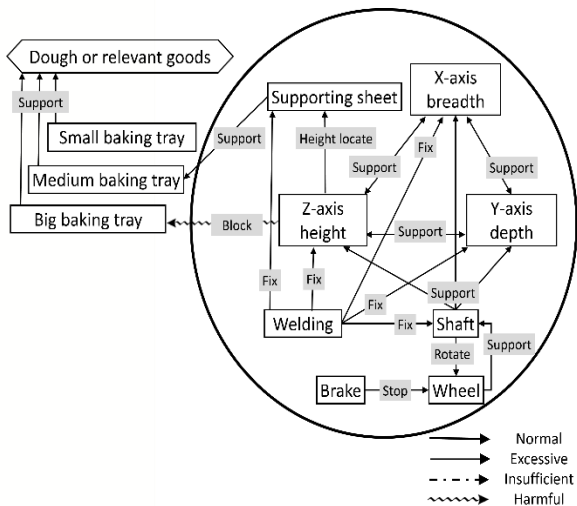 Dough or relevant goods
Support
Small baking tray
Medium baking tray
Big baking tray
Supporting sheet
X-axis
breadth
Support
Height locate
Fix
Support
Support
Block
Z-axis
height
Support
Y-axis
depth
Fix
Fix
Fix
Support
Welding
Fix
Shaft
Support
Rotate
Brake
Stop
Wheel
Normal
Excessive
Insufficient
Harmful